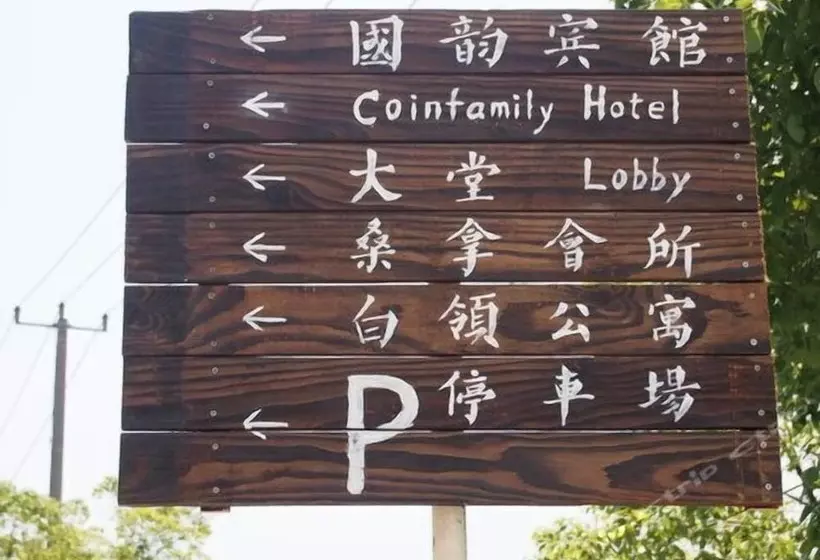 ← 國韵宾館
← Coinfamily Hotel
← 大堂 Lobby
← 桑拿會所
← 白領公寓
← P 停車場